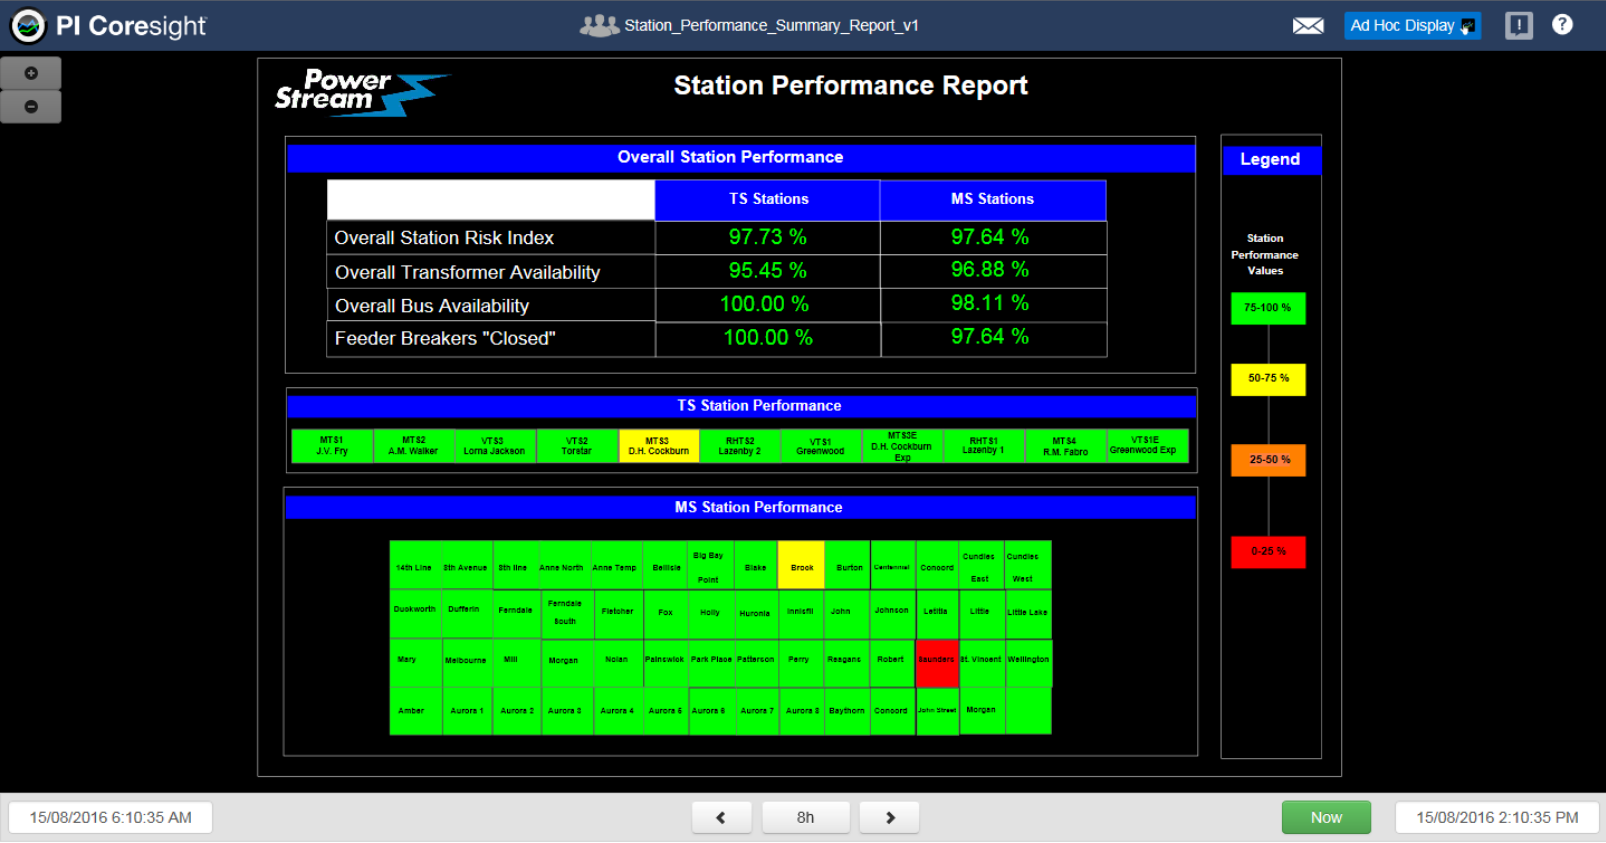 PI Coresight
Station_Performance_Summary_Report_v1
Ad Hoc Display
Power
Stream
Station Performance Report
Overall Station Performance
TS Stations MS Stations
Overall Station Risk Index 97.73 % 97.64 %
Overall Transformer Availability 95.45 % 96.88 %
Overall Bus Availability 100.00 % 98.11 %
Feeder Breakers "Closed" 100.00 % 97.64 %
Legend
Station
Performance
Values
75-100 %
50-75 %
25-50 %
0-25 %
TS Station Performance
MTS1
J.V. Fry
MTS2
A.M. Walker
VTS3
Lorna Jackson
VTS2
Torstar
MTS3
D.H. Cockburn
RHTS2
Lazenby 2
VTS1
Greenwood
MTS3E
D.H. Cockburn
Exp
RHTS1
Lazenby 1
MTS4
R.M. Fabro
VTS1E
Greenwood Exp
MS Station Performance
14th Line 8th Avenue 8th line Anne North Anne Temp Bellisle Big Bay Point Blake Brook Burton Centennial Concord Cundles East Cundles West
Duckworth Dufferin Ferndale Ferndale South Fletcher Fox Holly Huronia Innisfil John Johnson Letitia Little Little Lake
Mary Melbourne Mill Morgan Nolan Painswick Park Place Patterson Perry Reagans Robert Saunders St. Vincent Wellington
Amber Aurora 1 Aurora 2 Aurora 3 Aurora 4 Aurora 5 Aurora 6 Aurora 7 Aurora 8 Baythorn Concord John Street Morgan
15/08/2016 6:10:35 AM
8h
Now
15/08/2016 2:10:35 PM